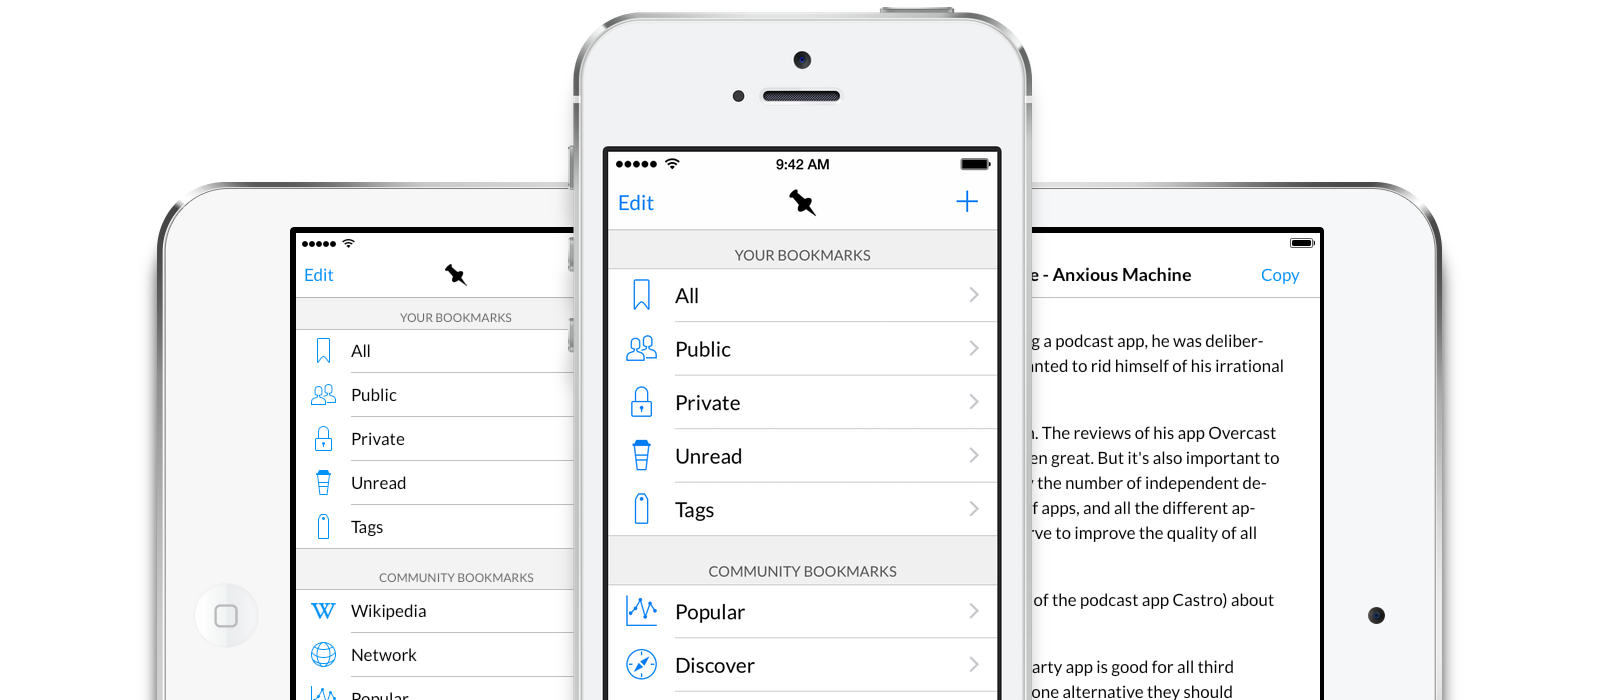 9:42 AM
Edit
YOUR BOOKMARKS
All
Public
Private
Unread
Tags
COMMUNITY BOOKMARKS
Popular
Discover
Edit
YOUR BOOKMARKS
All
Public
Private
Unread
Tags
COMMUNITY BOOKMARKS
W Wikipedia
Network
Popular
e - Anxious Machine
Copy
g a podcast app, he was deliber-
nted to rid himself of his irrational
. The reviews of his app Overcast
en great. But it's also important to
the number of independent de-
f apps, and all the different ap-
rve to improve the quality of all
of the podcast app Castro) about
arty app is good for all third
one alternative they should